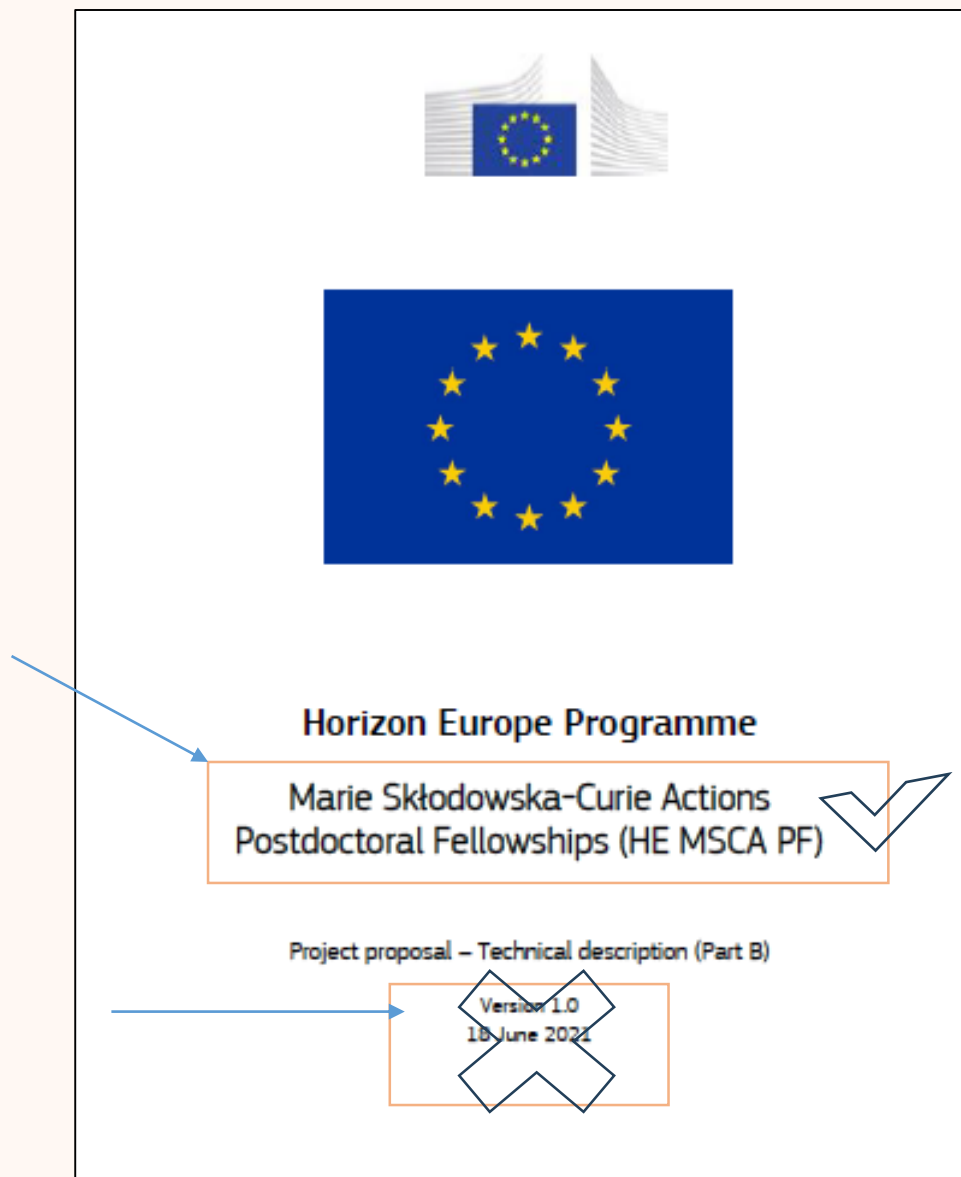 Horizon Europe Programme
Marie Skłodowska-Curie Actions
Postdoctoral Fellowships (HE MSCA PF)
Project proposal – Technical description (Part B)
Version 1.0
18 June 2021